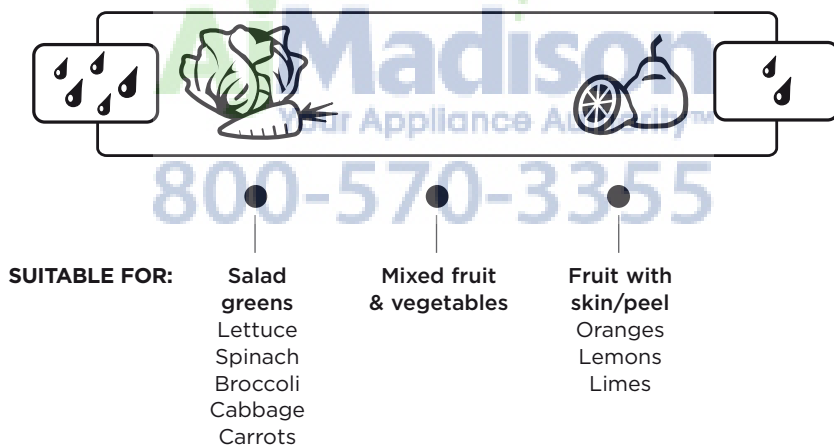 AjMadison
Your Appliance Authority™
800-570-3355
SUITABLE FOR:
Salad
greens
Lettuce
Spinach
Broccoli
Cabbage
Carrots
Mixed fruit
& vegetables
Fruit with
skin/peel
Oranges
Lemons
Limes